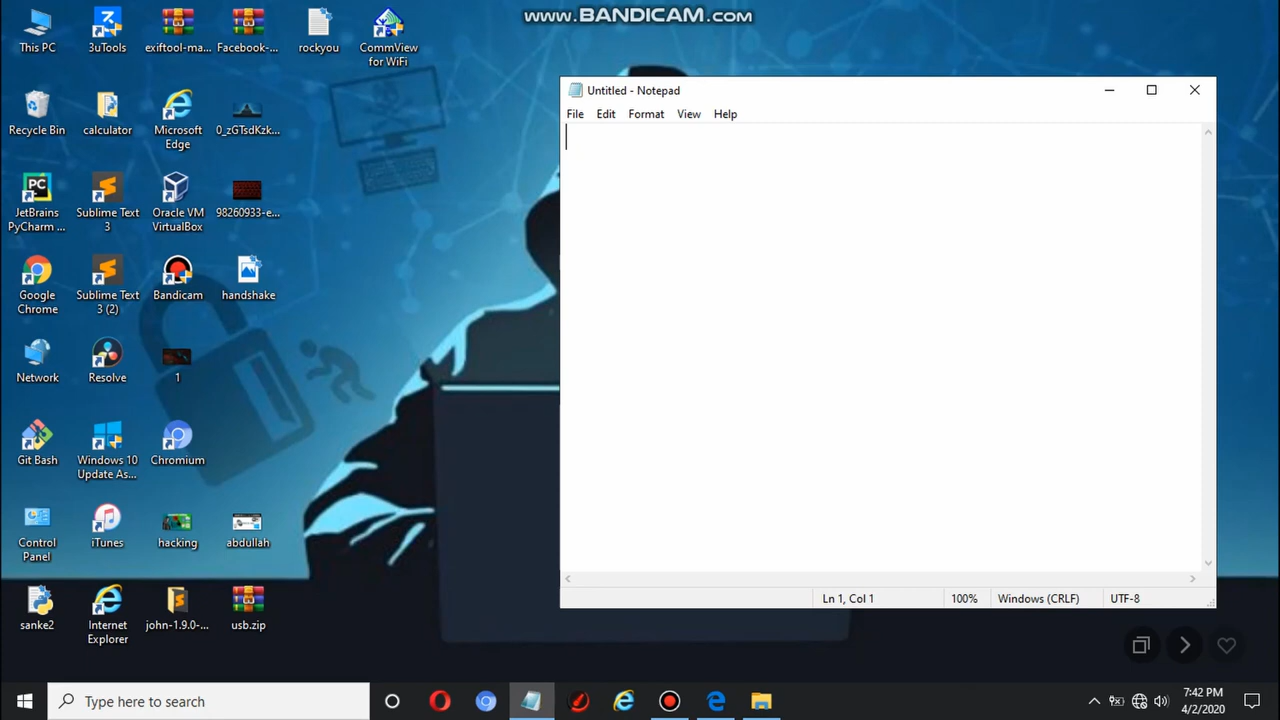 www.BANDICAM.com
This PC
3uTools
exiftool-ma...
Facebook-...
rockyou
CommView
for WiFi
Recycle Bin
calculator
Microsoft
Edge
0_zGTsdKzk...
JetBrains
PyCharm ...
Sublime Text
3
Oracle VM
VirtualBox
98260933-e...
Google
Chrome
Sublime Text
3 (2)
Bandicam
handshake
Network
Resolve
1
Git Bash
Windows 10
Update As...
Chromium
Control
Panel
iTunes
hacking
abdullah
sanke2
Internet
Explorer
john-1.9.0-...
usb.zip
Untitled - Notepad
File Edit Format View Help
Ln 1, Col 1 100% Windows (CRLF) UTF-8
Type here to search
7:42 PM
4/2/2020